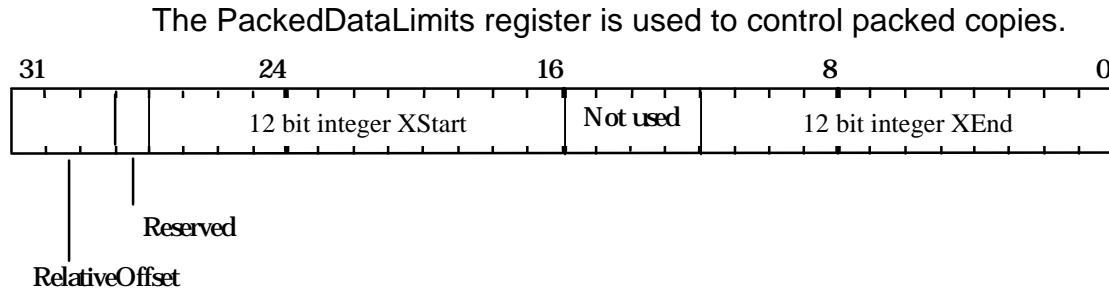 The PackedDataLimits register is used to control packed copies.
31 24 16 8 0
12 bit integer XStart Not used 12 bit integer XEnd
Reserved
RelativeOffset